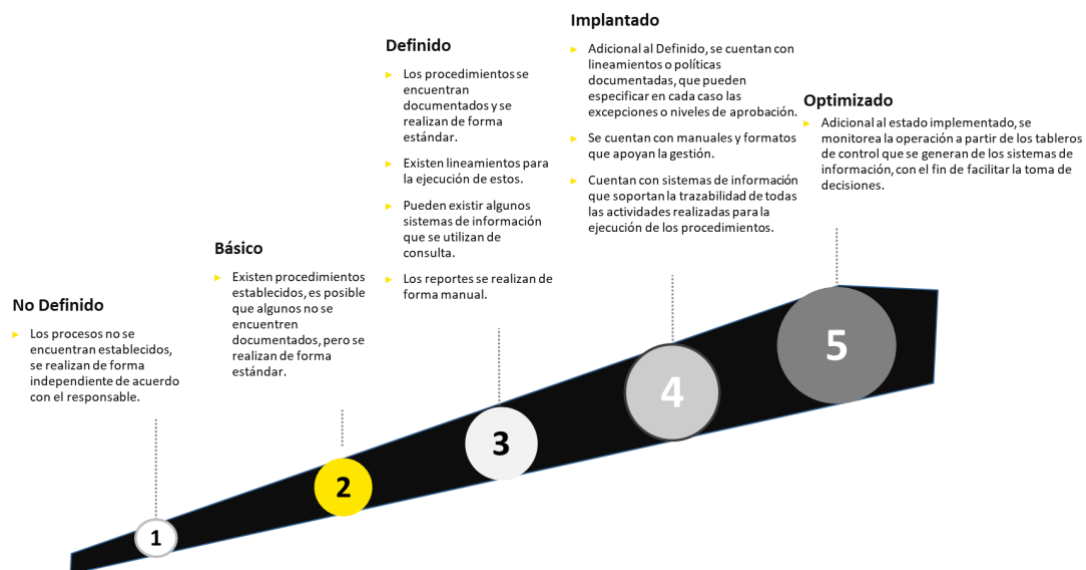 No Definido
Los procesos no se
encuentran establecidos,
se realizan de forma
independiente de acuerdo
con el responsable.
1
Básico
Existen procedimientos
establecidos, es posible
que algunos no se
encuentren
documentados, pero se
realizan de forma
estándar.
2
Definido
Los procedimientos se
encuentran
documentados y se
realizan de forma
estándar.
Existen lineamientos para
la ejecución de estos.
Pueden existir algunos
sistemas de información
que se utilizan de
consulta.
Los reportes se realizan de
forma manual.
3
Implantado
Adicional al Definido, se cuentan con
lineamientos o políticas
documentadas, que pueden
especificar en cada caso las
excepciones o niveles de aprobación.
Se cuentan con manuales y formatos
que apoyan la gestión.
Cuentan con sistemas de información
que soportan la trazabilidad de todas
las actividades realizadas para la
ejecución de los procedimientos.
4
Optimizado
Adicional al estado implementado, se
monitorea la operación a partir de los tableros
de control que se generan de los sistemas de
información, con el fin de facilitar la toma de
decisiones.
5